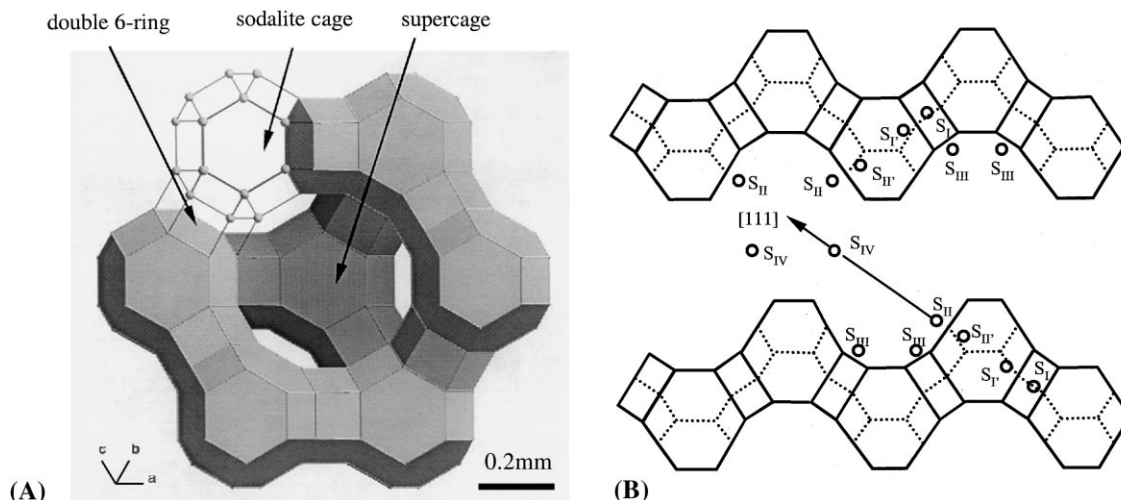 double 6-ring
sodalite cage
supercage
c
b
a
0.2mm
(A)
S_I'
S_I
S_II'
S_III
S_III
S_II
S_II
[111]
S_IV
S_IV
S_II
S_III
S_III
S_II'
S_I'
S_I
(B)